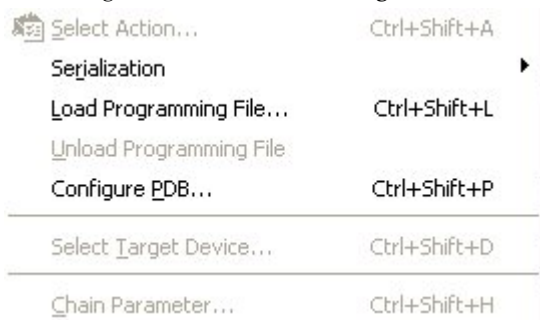 Select Action... Ctrl+Shift+A
Serialization
Load Programming File... Ctrl+Shift+L
Unload Programming File
Configure PDB... Ctrl+Shift+P
Select Target Device... Ctrl+Shift+D
Chain Parameter... Ctrl+Shift+H